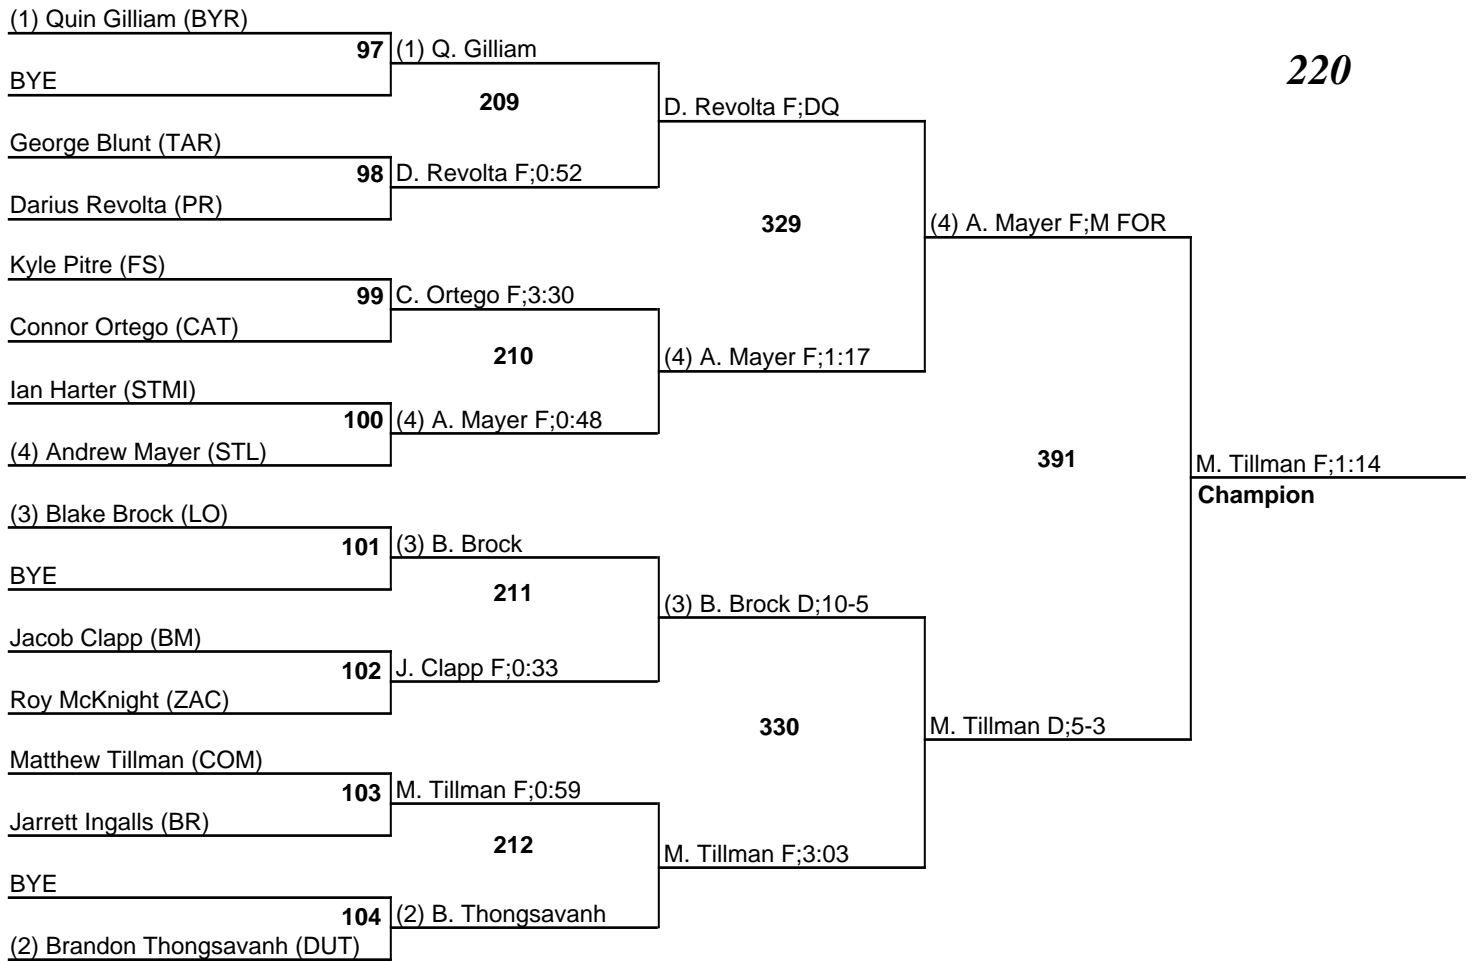 (1) Quin Gilliam (BYR)
97
(1) Q. Gilliam
BYE
220
209
D. Revolta F;DQ
George Blunt (TAR)
98
D. Revolta F;0:52
Darius Revolta (PR)
329
(4) A. Mayer F;M FOR
Kyle Pitre (FS)
99
C. Ortego F;3:30
Connor Ortego (CAT)
210
(4) A. Mayer F;1:17
Ian Harter (STMI)
100
(4) A. Mayer F;0:48
(4) Andrew Mayer (STL)
391
M. Tillman F;1:14
Champion
(3) Blake Brock (LO)
101
(3) B. Brock
BYE
211
(3) B. Brock D;10-5
Jacob Clapp (BM)
102
J. Clapp F;0:33
Roy McKnight (ZAC)
330
M. Tillman D;5-3
Matthew Tillman (COM)
103
M. Tillman F;0:59
Jarrett Ingalls (BR)
212
M. Tillman F;3:03
BYE
104
(2) B. Thongsavanh
(2) Brandon Thongsavanh (DUT)